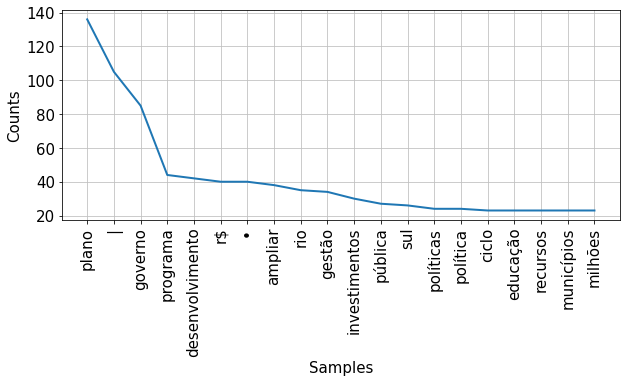 140
120
100
80
60
40
20
Counts
plano
|
governo
programa
desenvolvimento
r$
•
ampliar
rio
gestão
investimentos
pública
sul
políticas
política
ciclo
educação
recursos
municípios
milhões
Samples